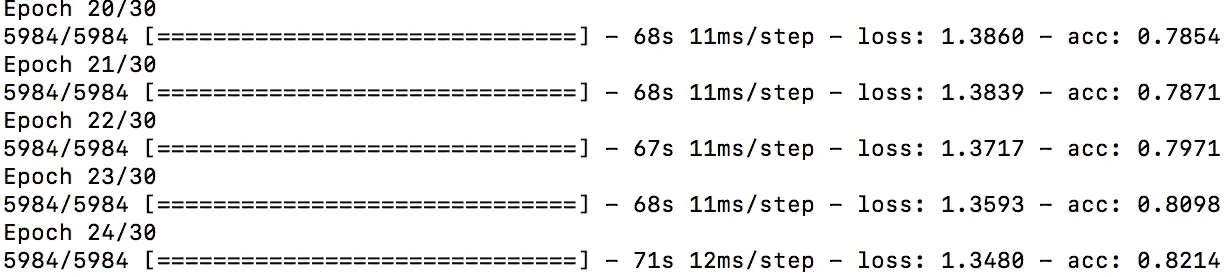 Epoch 20/30
5984/5984 [==============================] - 68s 11ms/step - loss: 1.3860 - acc: 0.7854
Epoch 21/30
5984/5984 [==============================] - 68s 11ms/step - loss: 1.3839 - acc: 0.7871
Epoch 22/30
5984/5984 [==============================] - 67s 11ms/step - loss: 1.3717 - acc: 0.7971
Epoch 23/30
5984/5984 [==============================] - 68s 11ms/step - loss: 1.3593 - acc: 0.8098
Epoch 24/30
5984/5984 [==============================] - 71s 12ms/step - loss: 1.3480 - acc: 0.8214